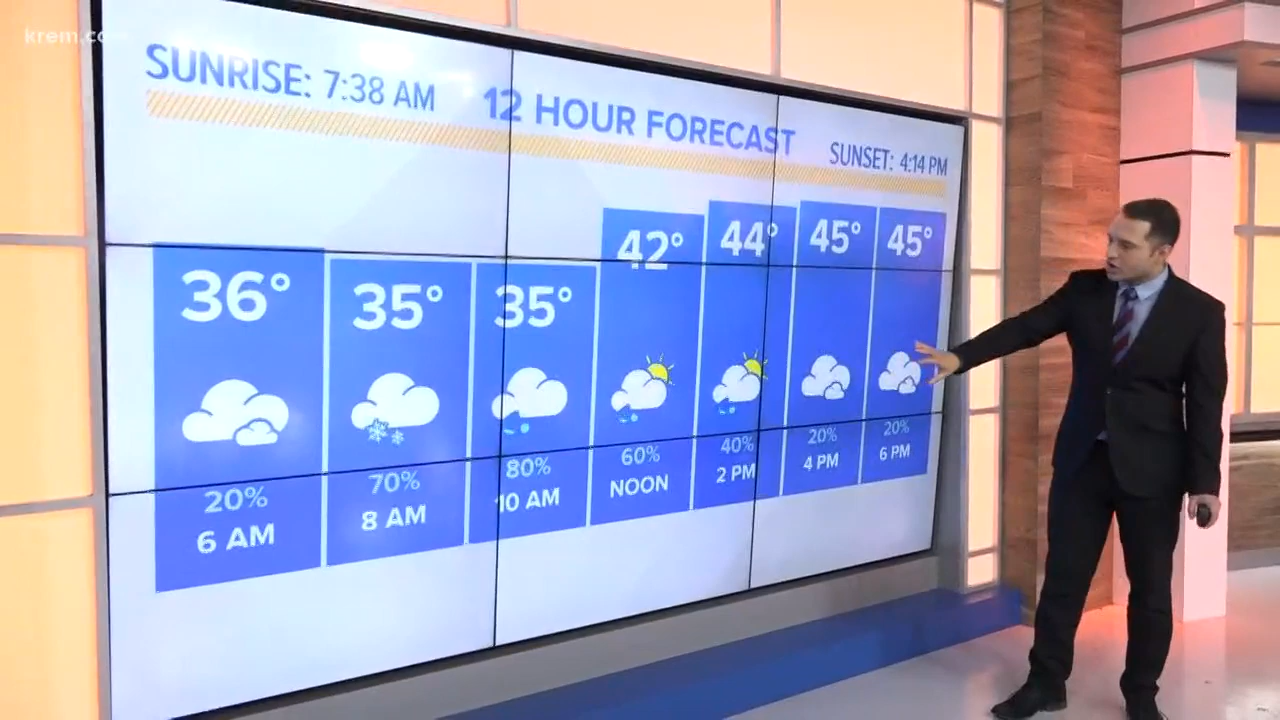 krem.com
SUNRISE: 7:38 AM
12 HOUR FORECAST
SUNSET: 4:14 PM
36° 35° 35° 42° 44° 45° 45°
20% 70% 80% 60% 40% 20% 20%
6 AM 8 AM 10 AM NOON 2 PM 4 PM 6 PM